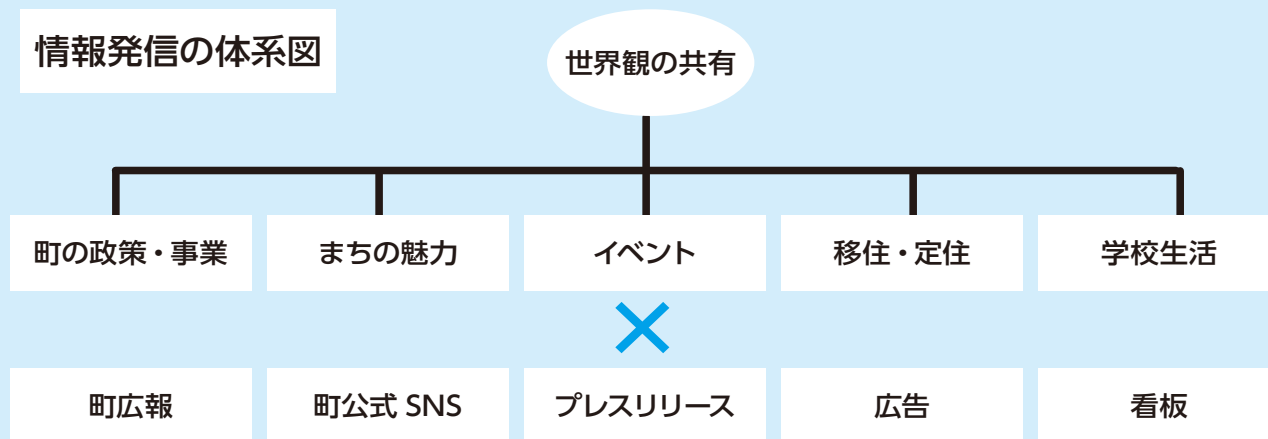 情報発信の体系図
世界観の共有
町の政策・事業
まちの魅力
イベント
移住・定住
学校生活
×
町広報
町公式 SNS
プレスリリース
広告
看板